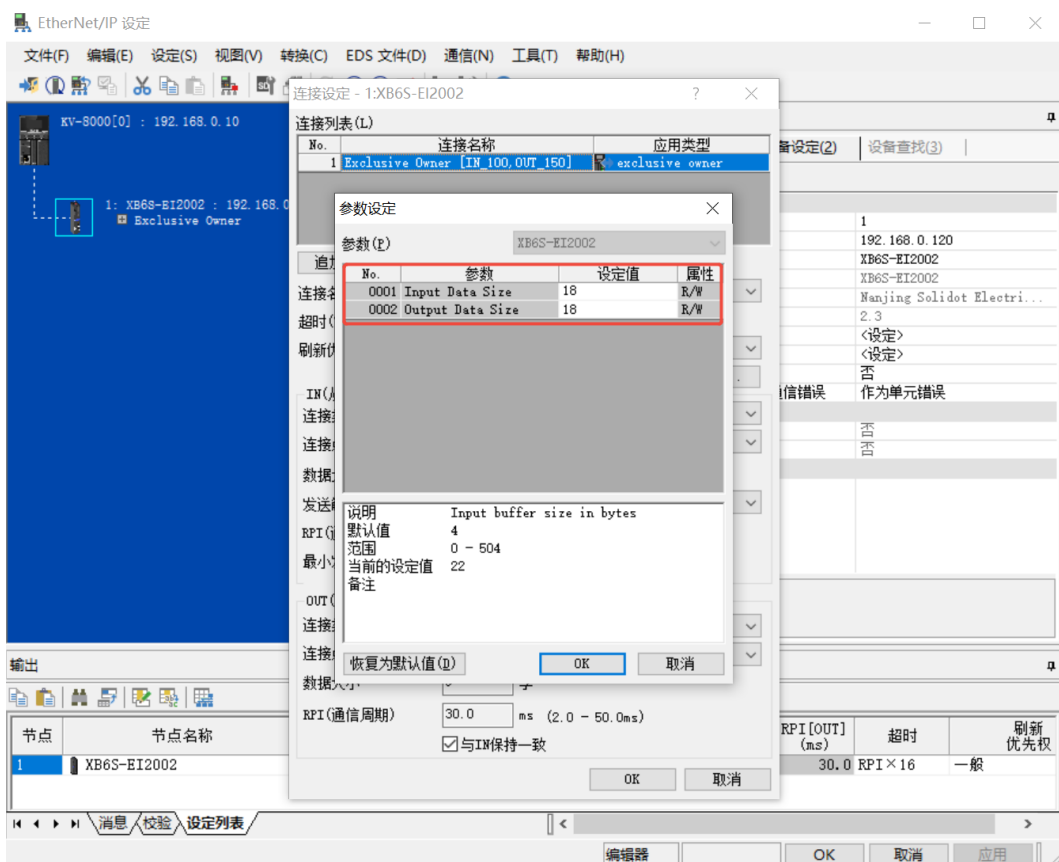 EtherNet/IP 设定
文件(F) 编辑(E) 设定(S) 视图(V) 转换(C) EDS 文件(D) 通信(N) 工具(T) 帮助(H)
KV-8000[0] : 192.168.0.10
1: XB6S-EI2002 : 192.168.0
Exclusive Owner
连接设定 - 1:XB6S-EI2002
连接列表(L)
No. 连接名称 应用类型
1 Exclusive Owner [IN_100,OUT_150] exclusive owner
参数设定
参数(P) XB6S-EI2002
No. 参数 设定值 属性
0001 Input Data Size 18 R/W
0002 Output Data Size 18 R/W
说明 Input buffer size in bytes
默认值 4
范围 0 - 504
当前的设定值 22
备注
恢复为默认值(D) OK 取消
连接
超时(
IN(
连接
连接
发送
RPI(
最小
OUT(
连接
连接
数据大小 字
RPI(通信周期) 30.0 ms (2.0 - 50.0ms)
与IN保持一致
OK 取消
设定(2) 设备查找(3)
1
192.168.0.120
XB6S-EI2002
XB6S-EI2002
Nanjing Solidot Electri...
2.3
<设定>
<设定>
否
信错误 作为单元错误
否
否
输出
节点 节点名称 RPI[OUT] (ms) 超时 刷新 优先权
1 XB6S-EI2002 30.0 RPI×16 一般
消息 校验 设定列表
编辑器 OK 取消 应用